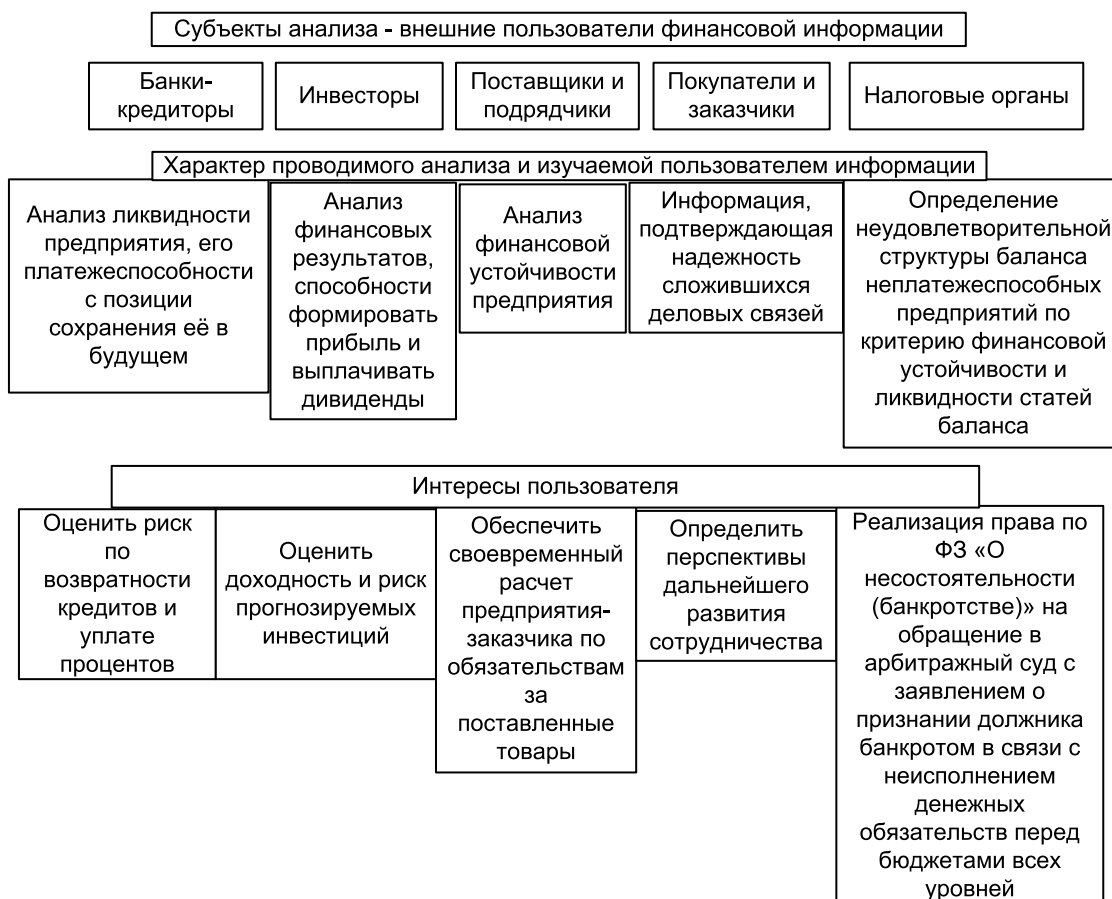 Субъекты анализа - внешние пользователи финансовой информации
Банки-
кредиторы
Инвесторы
Поставщики и
подрядчики
Покупатели и
заказчики
Налоговые органы
Характер проводимого анализа и изучаемой пользователем информации
Анализ ликвидности
предприятия, его
платежеспособности
с позиции
сохранения её в
будущем
Анализ
финансовых
результатов,
способности
формировать
прибыль и
выплачивать
дивиденды
Анализ
финансовой
устойчивости
предприятия
Информация,
подтверждающая
надежность
сложившихся
деловых связей
Определение
неудовлетворительной
структуры баланса
неплатежеспособных
предприятий по
критерию финансовой
устойчивости и
ликвидности статей
баланса
Интересы пользователя
Оценить риск
по
возвратности
кредитов и
уплате
процентов
Оценить
доходность и риск
прогнозируемых
инвестиций
Обеспечить
своевременный
расчет
предприятия-
заказчика по
обязательствам
за
поставленные
товары
Определить
перспективы
дальнейшего
развития
сотрудничества
Реализация права по
ФЗ «О
несостоятельности
(банкротстве)» на
обращение в
арбитражный суд с
заявлением о
признании должника
банкротом в связи с
неисполнением
денежных
обязательств перед
бюджетами всех
уровней